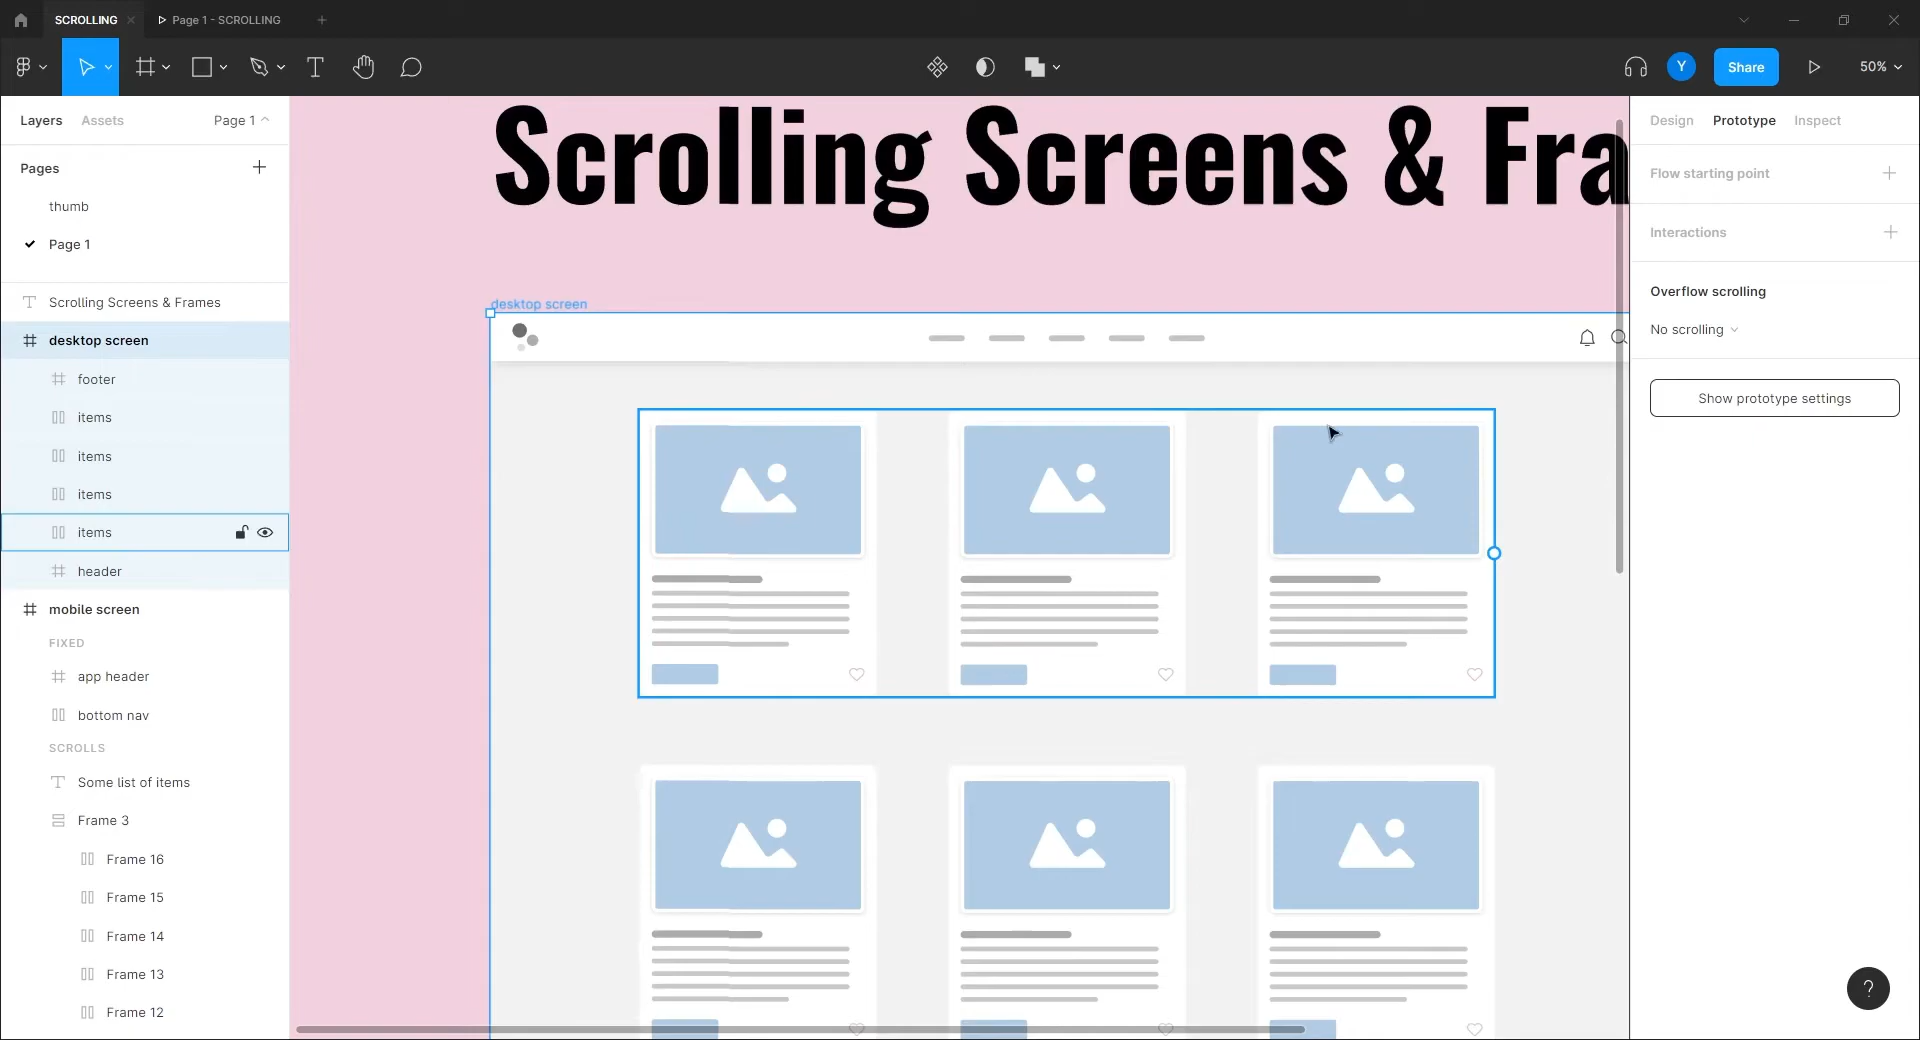 SCROLLING
Page 1 - SCROLLING
Y
Share
50%
Layers
Assets
Page 1
Pages
thumb
Page 1
Scrolling Screens & Frames
desktop screen
footer
items
items
items
items
header
mobile screen
FIXED
app header
bottom nav
SCROLLS
Some list of items
Frame 3
Frame 16
Frame 15
Frame 14
Frame 13
Frame 12
Scrolling Screens & Fra
desktop screen
Design
Prototype
Inspect
Flow starting point
Interactions
Overflow scrolling
No scrolling
Show prototype settings
?